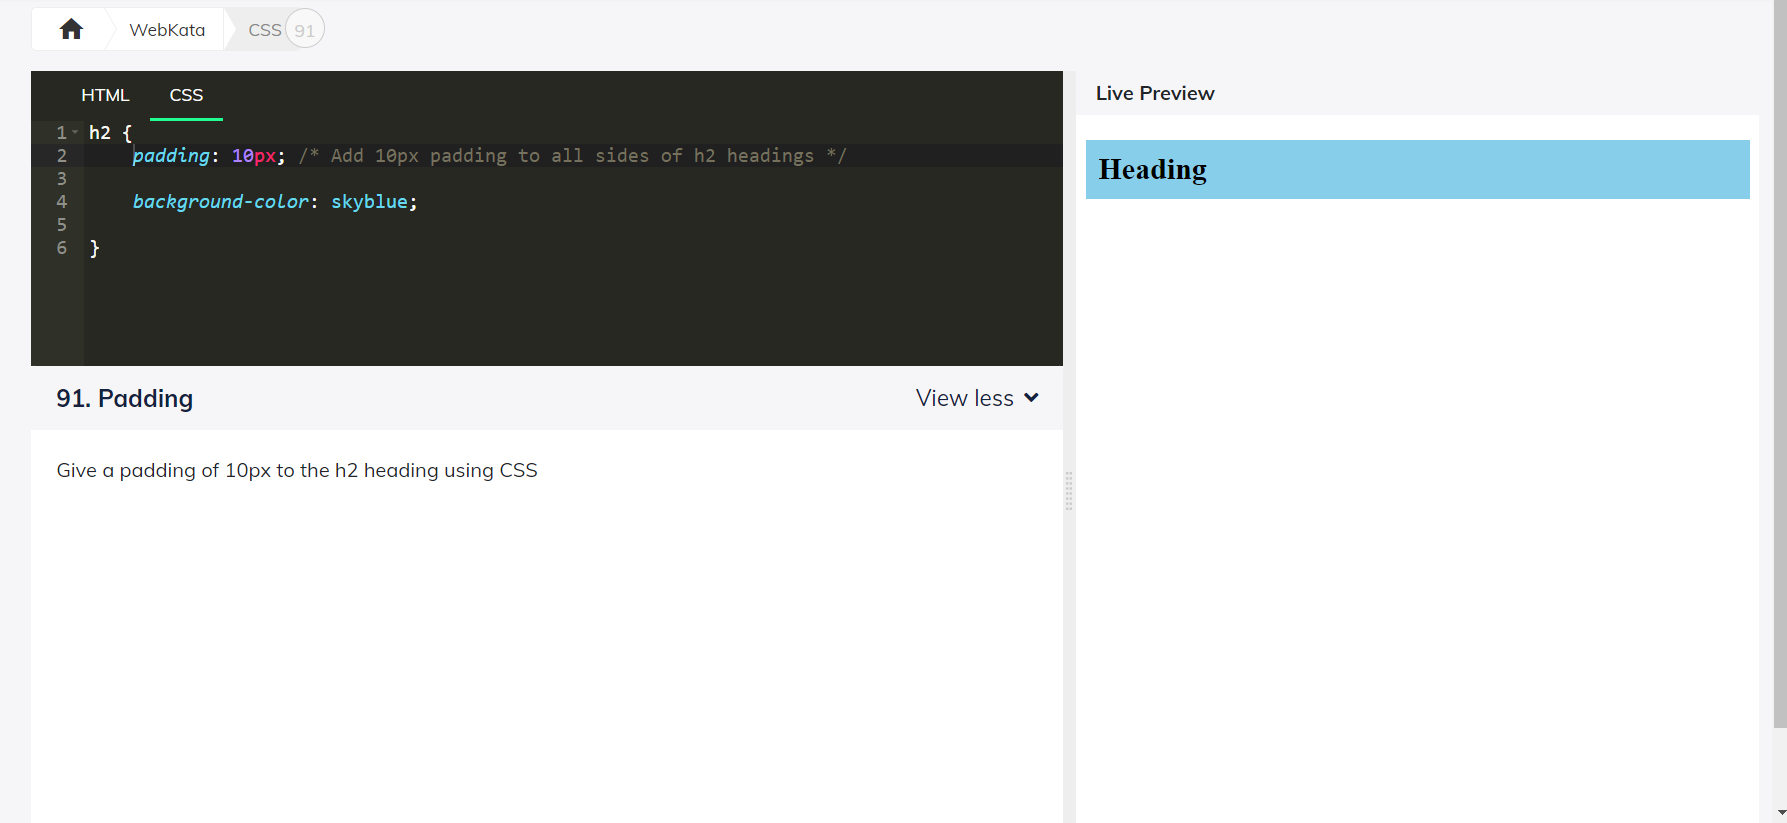 WebKata
CSS 91
HTML CSS
1 h2 {
2 padding: 10px; /* Add 10px padding to all sides of h2 headings */
3
4 background-color: skyblue;
5
6 }
91. Padding
View less
Give a padding of 10px to the h2 heading using CSS
Live Preview
Heading